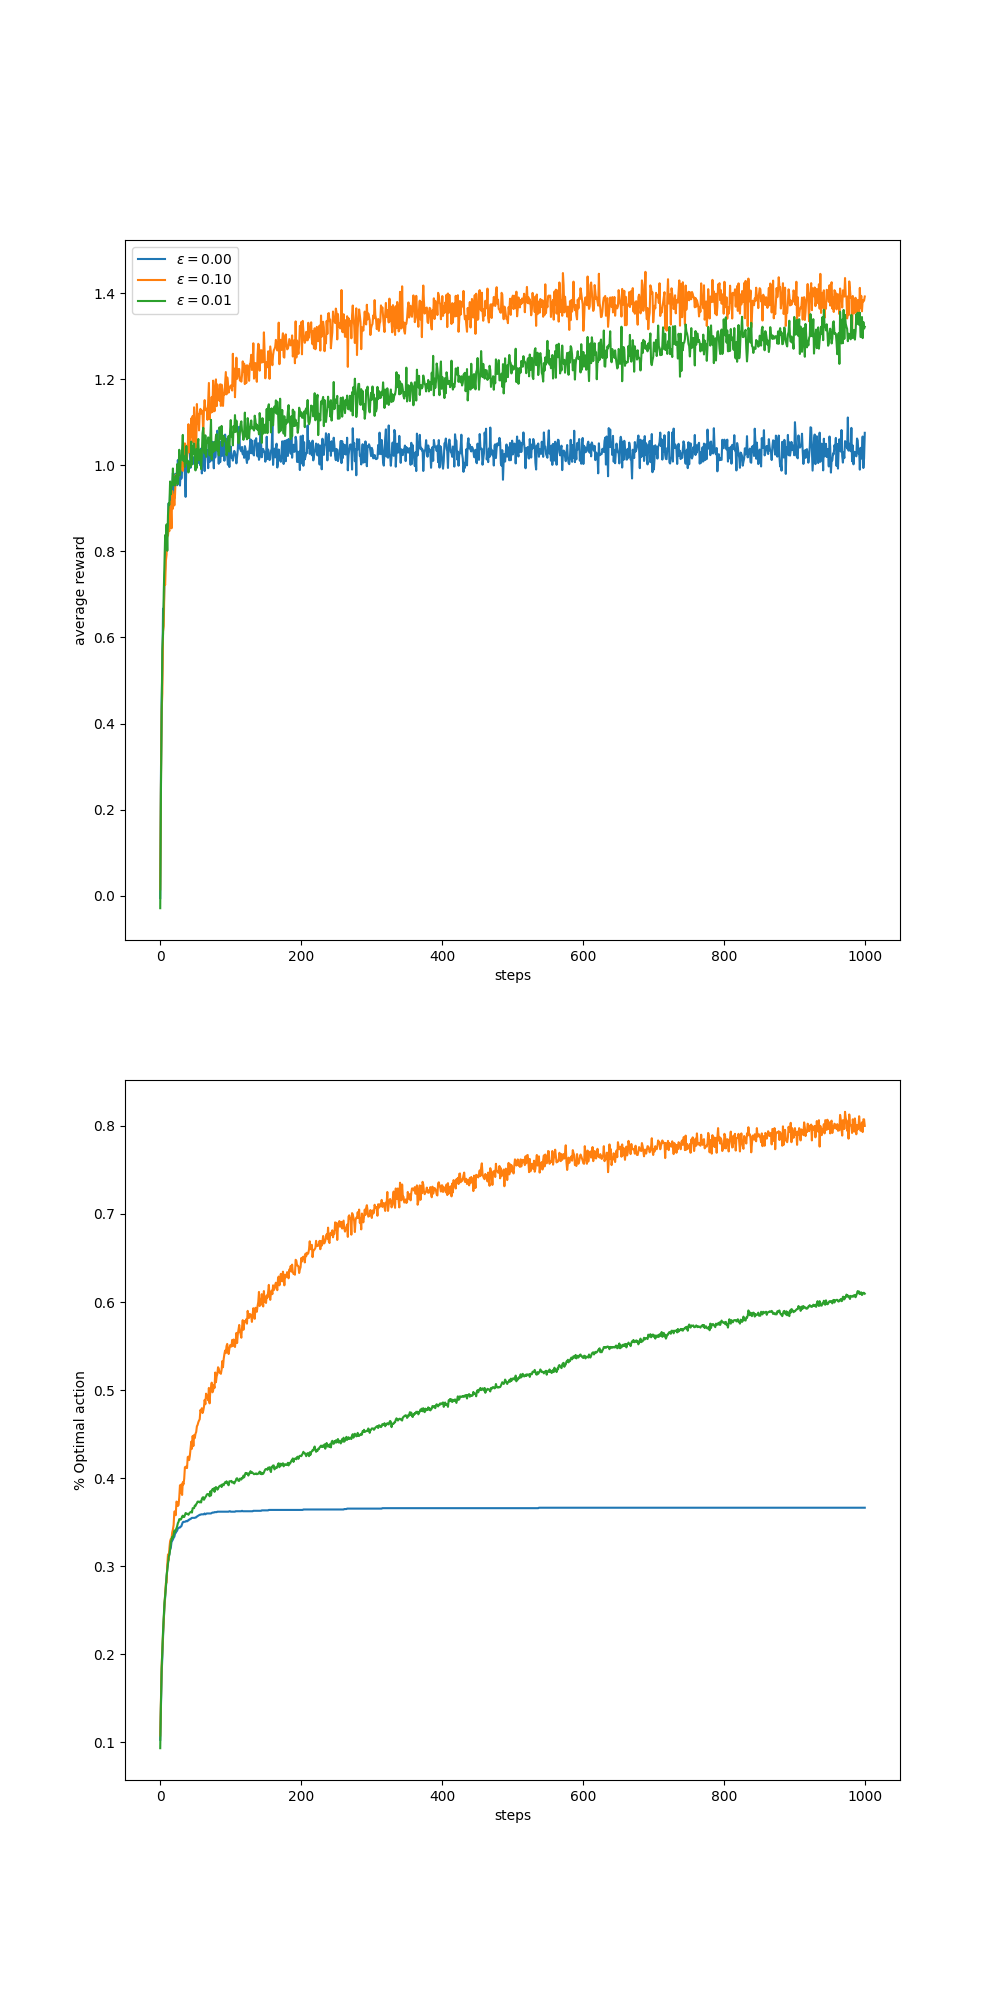 ε = 0.00
ε = 0.10
ε = 0.01
1.4
1.2
1.0
0.8
0.6
0.4
0.2
0.0
average reward
0 200 400 600 800 1000
steps
0.8
0.7
0.6
0.5
0.4
0.3
0.2
0.1
% Optimal action
0 200 400 600 800 1000
steps